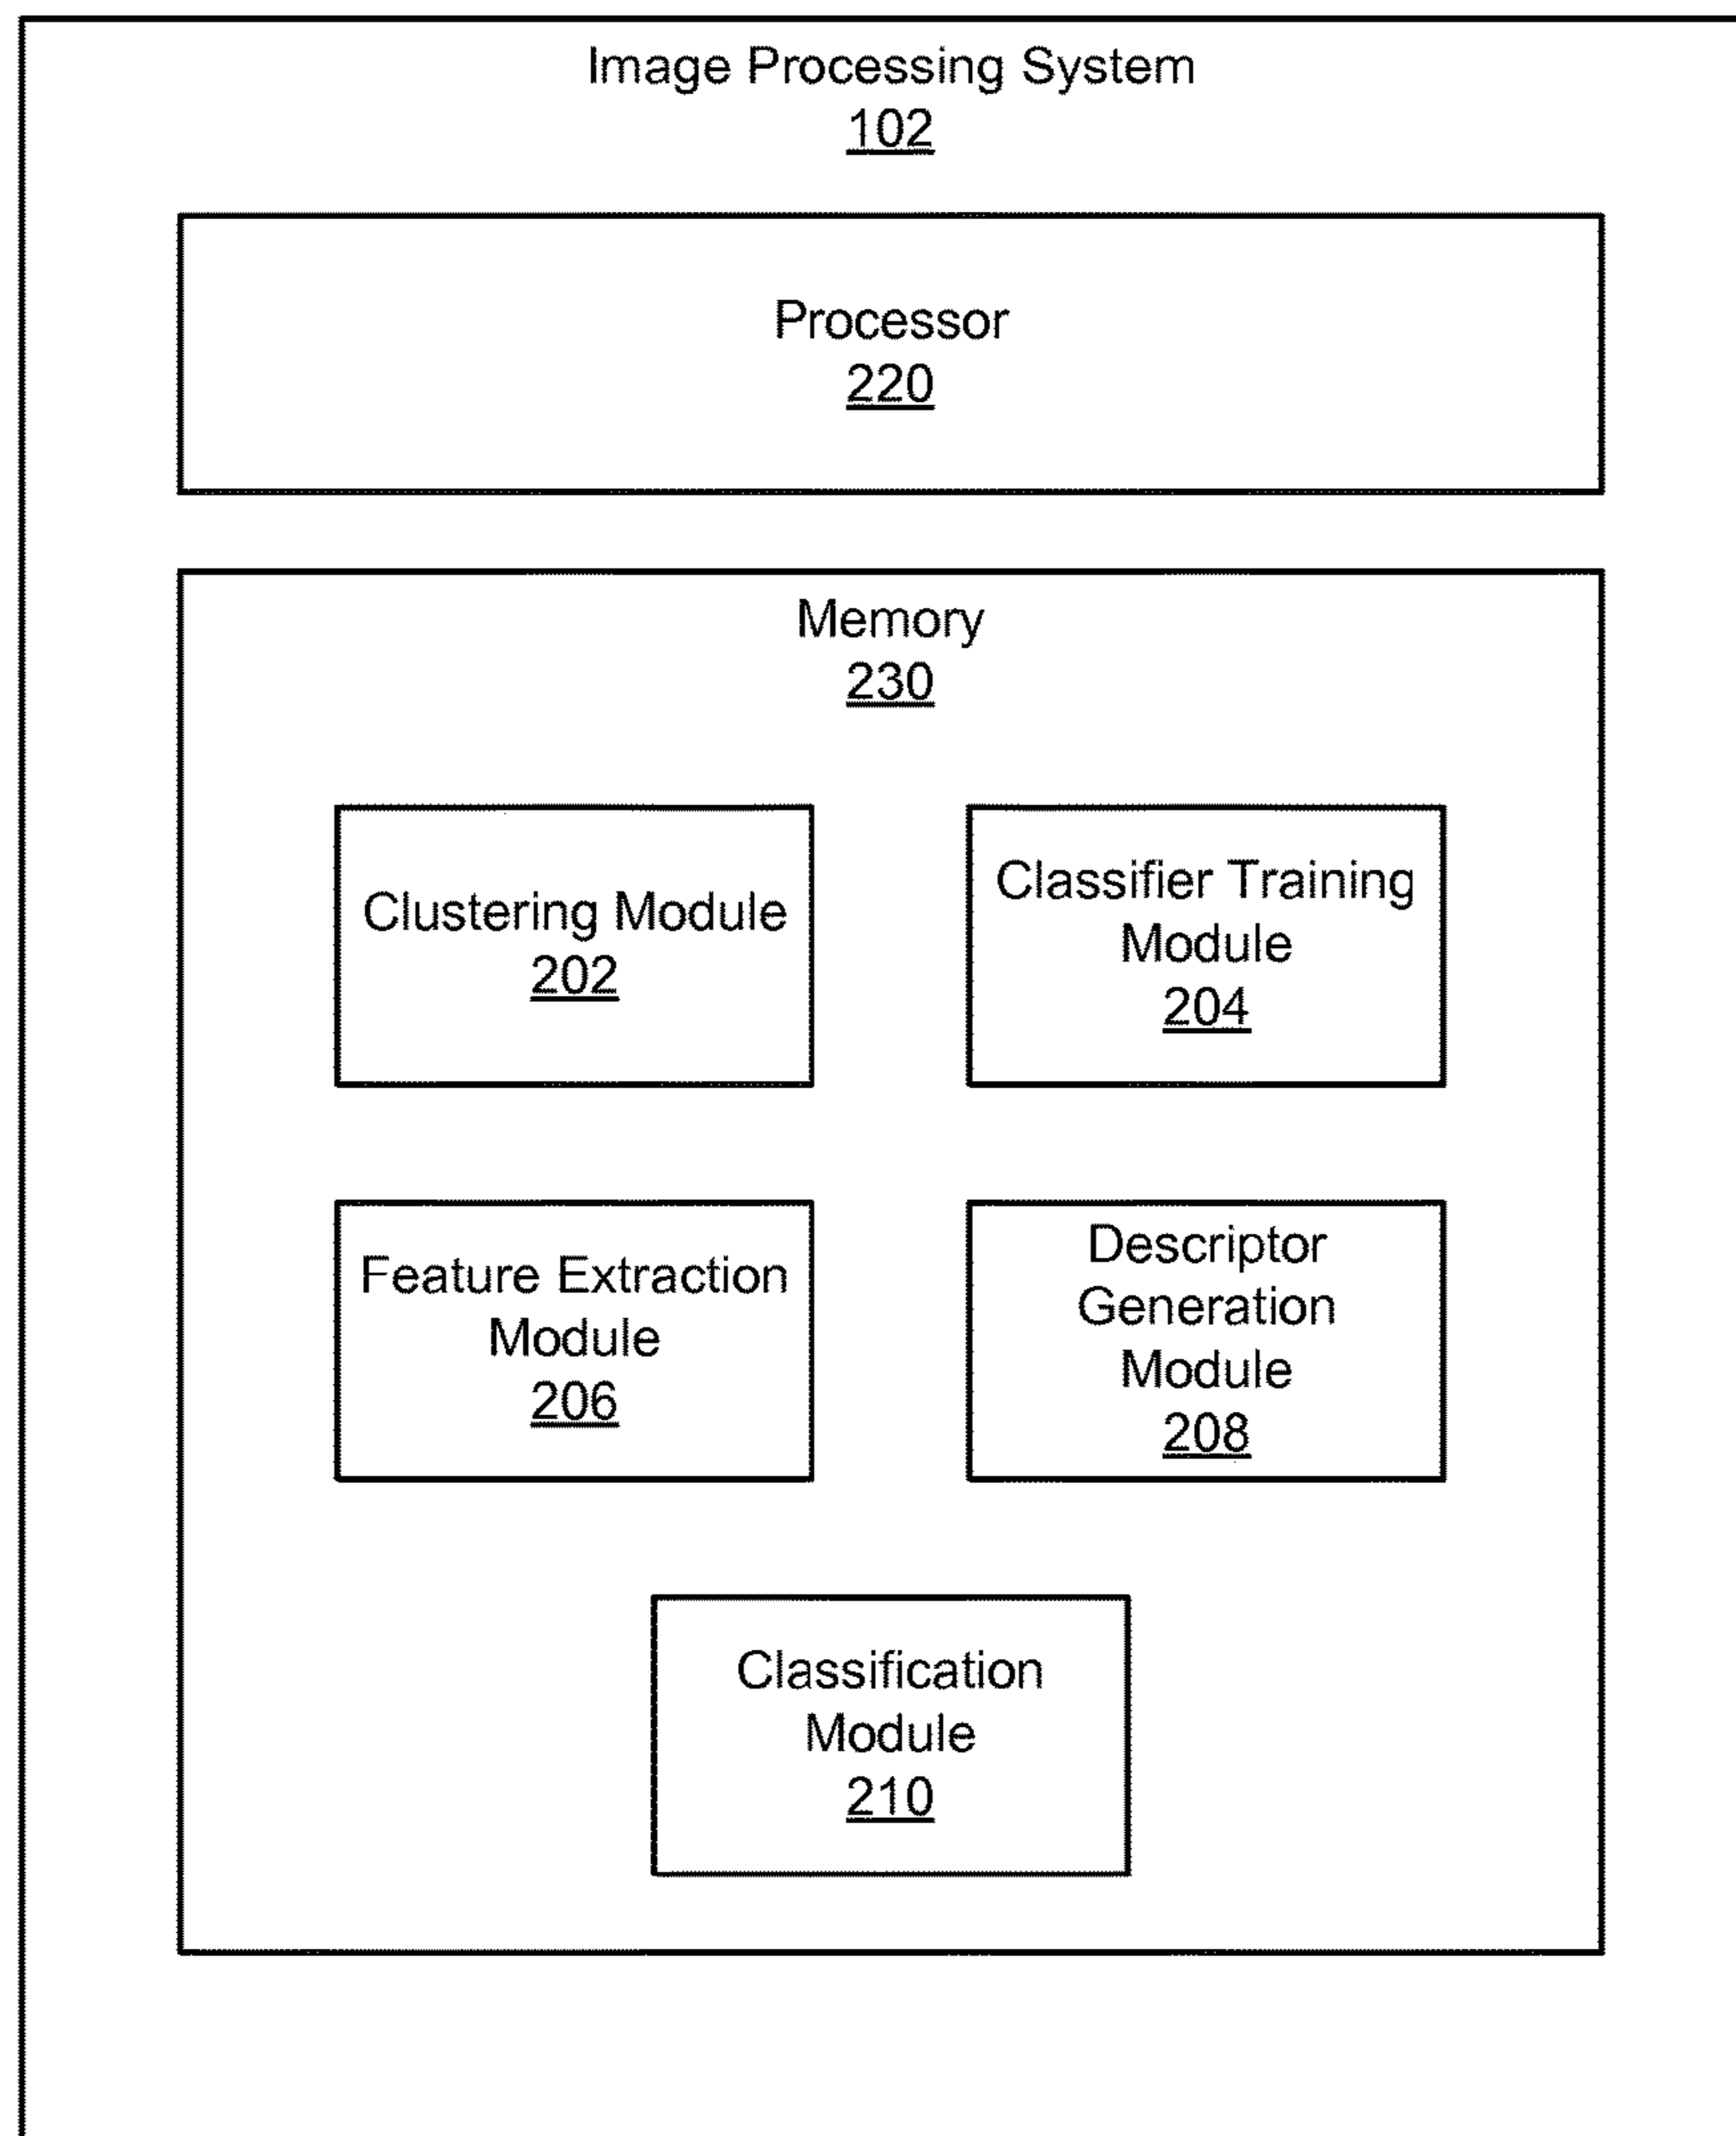 Image Processing System
102
Processor
220
Memory
230
Clustering Module
202
Classifier Training
Module
204
Feature Extraction
Module
206
Descriptor
Generation
Module
208
Classification
Module
210